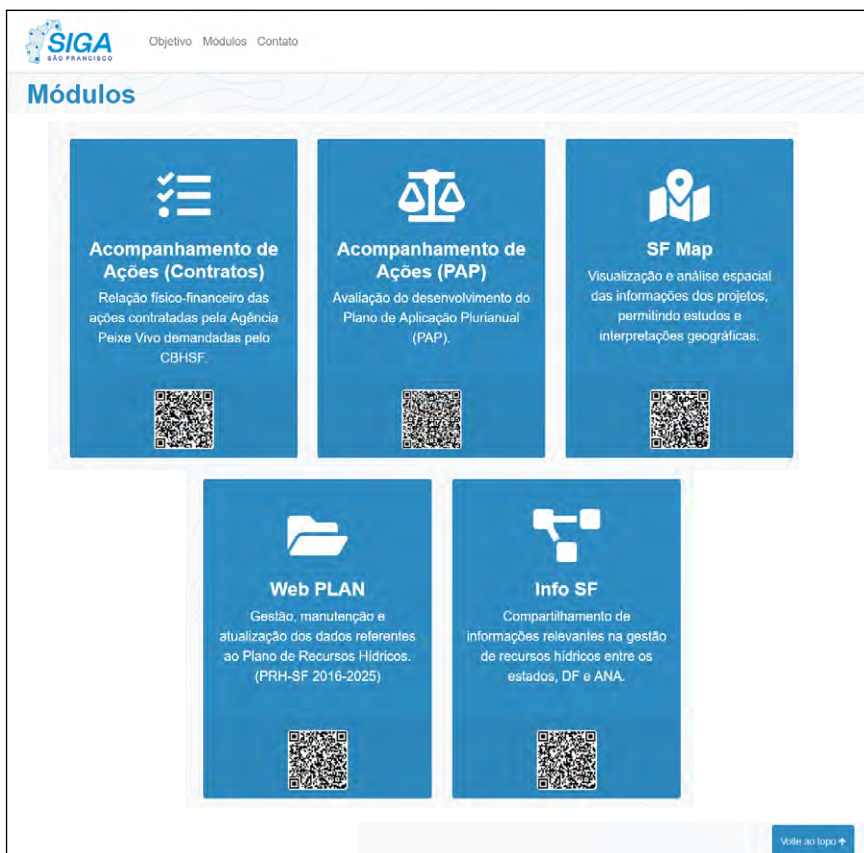 SIGA
SÃO FRANCISCO
Objetivo Módulos Contato
Módulos
Acompanhamento de
Ações (Contratos)
Relação físico-financeiro das
ações contratadas pela Agência
Peixe Vivo demandadas pelo
CBHSF.
Acompanhamento de
Ações (PAP)
Avaliação do desenvolvimento do
Plano de Aplicação Plurianual
(PAP).
SF Map
Visualização e análise espacial
das informações dos projetos,
permitindo estudos e
interpretações geográficas.
Web PLAN
Gestão, manutenção e
atualização dos dados referentes
ao Plano de Recursos Hídricos.
(PRH-SF 2016-2025)
Info SF
Compartilhamento de
informações relevantes na gestão
de recursos hídricos entre os
estados, DF e ANA.
Volte ao topo